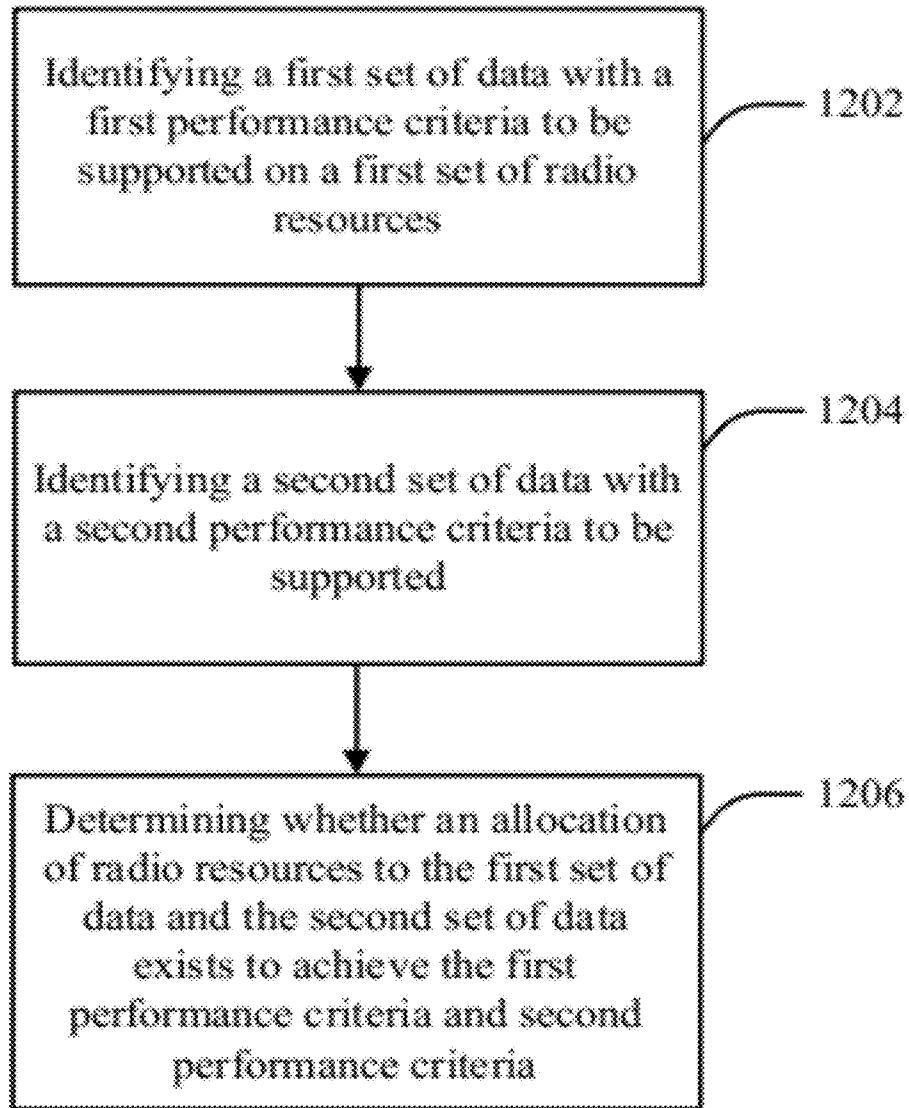 Identifying a first set of data with a
first performance criteria to be
supported on a first set of radio
resources
1202
Identifying a second set of data with
a second performance criteria to be
supported
1204
Determining whether an allocation
of radio resources to the first set of
data and the second set of data
exists to achieve the first
performance criteria and second
performance criteria.
1206